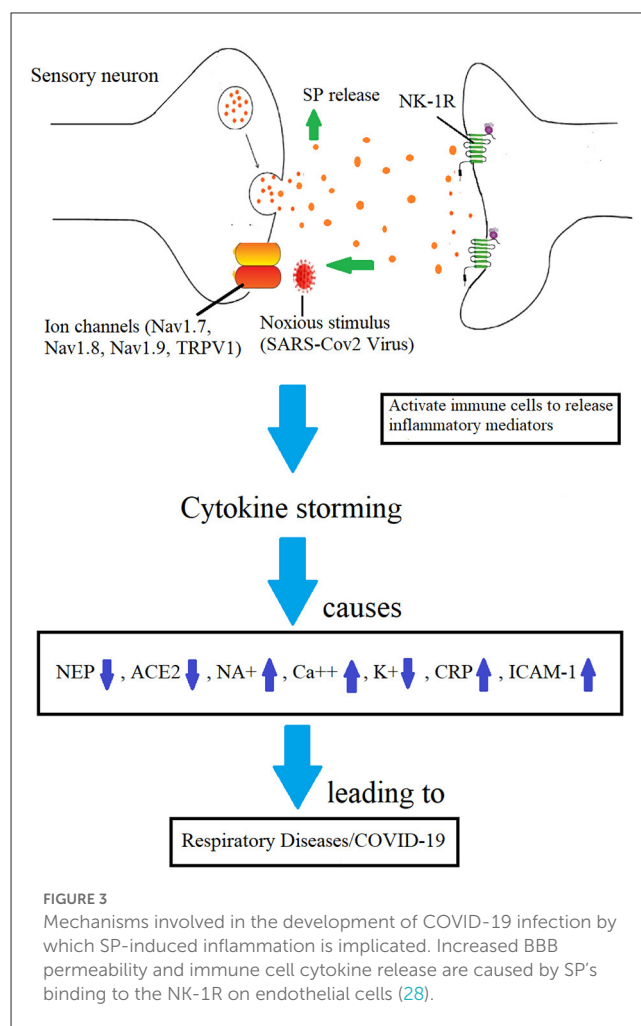 Sensory neuron
SP release
NK-1R
Ion channels (Nav1.7,
Nav1.8, Nav1.9, TRPV1)
Noxious stimulus
(SARS-Cov2 Virus)
Activate immune cells to release
inflammatory mediators
Cytokine storming
causes
NEP , ACE2 , NA+ , Ca++ , K+ , CRP , ICAM-1
leading to
Respiratory Diseases/COVID-19
FIGURE 3
Mechanisms involved in the development of COVID-19 infection by
which SP-induced inflammation is implicated. Increased BBB
permeability and immune cell cytokine release are caused by SP's
binding to the NK-1R on endothelial cells (28).